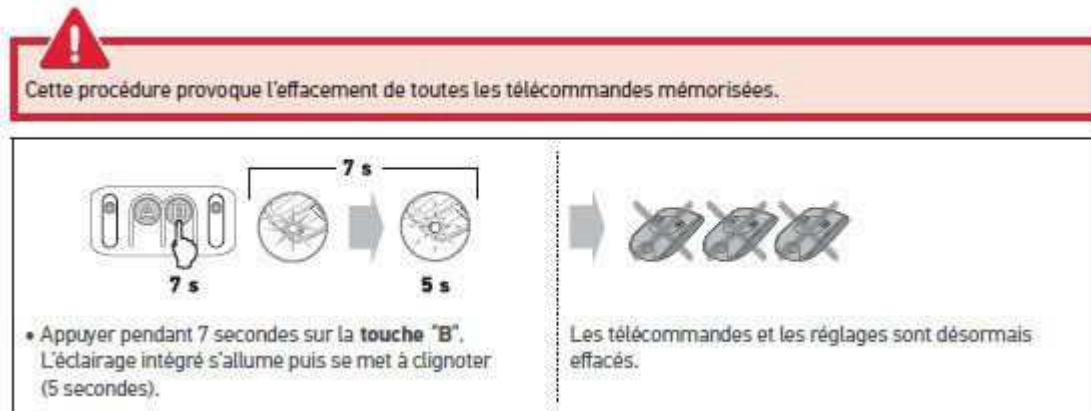 Cette procédure provoque l'effacement de toutes les télécommandes mémorisées.
7 s
A B
7 s
5 s
• Appuyer pendant 7 secondes sur la touche "B".
L'éclairage intégré s'allume puis se met à clignoter
(5 secondes).
Les télécommandes et les réglages sont désormais
effacés.